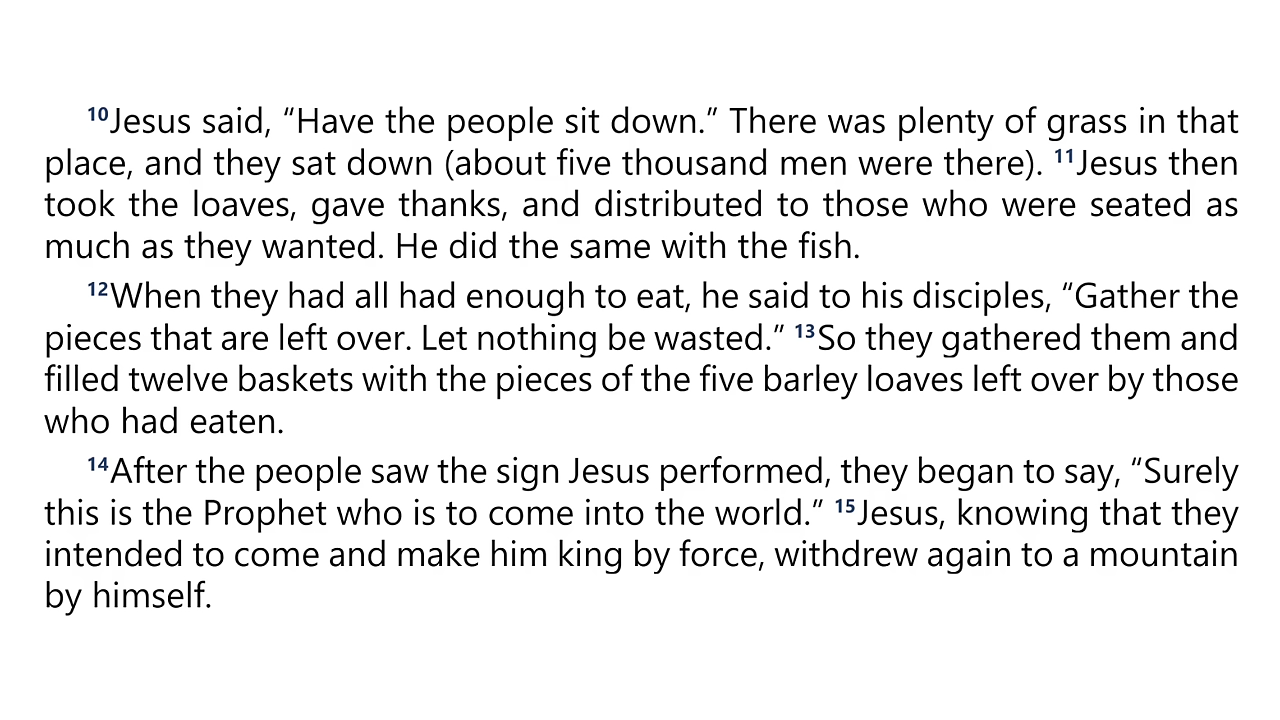 10Jesus said, “Have the people sit down.” There was plenty of grass in that
place, and they sat down (about five thousand men were there). 11Jesus then
took the loaves, gave thanks, and distributed to those who were seated as
much as they wanted. He did the same with the fish.
12When they had all had enough to eat, he said to his disciples, “Gather the
pieces that are left over. Let nothing be wasted.” 13So they gathered them and
filled twelve baskets with the pieces of the five barley loaves left over by those
who had eaten.
14After the people saw the sign Jesus performed, they began to say, “Surely
this is the Prophet who is to come into the world.” 15Jesus, knowing that they
intended to come and make him king by force, withdrew again to a mountain
by himself.